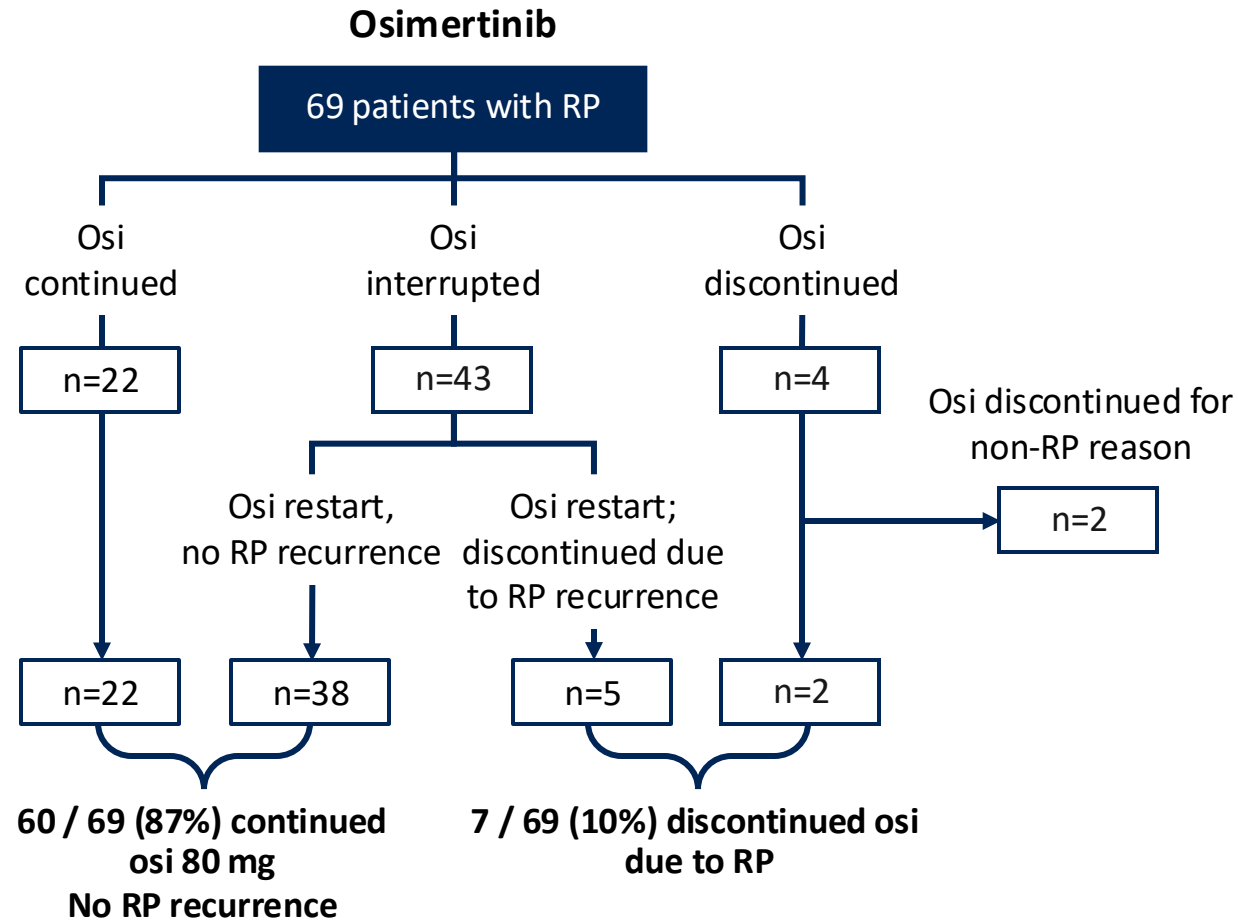 Osimertinib
69 patients with RP
Osi
continued
Osi
interrupted
Osi
discontinued
n=22
n=43
n=4
Osi discontinued for
non-RP reason
n=2
Osi restart,
no RP recurrence
Osi restart;
discontinued due
to RP recurrence
n=22
n=38
n=5
n=2
60 / 69 (87%) continued
osi 80 mg
No RP recurrence
7 / 69 (10%) discontinued osi
due to RP